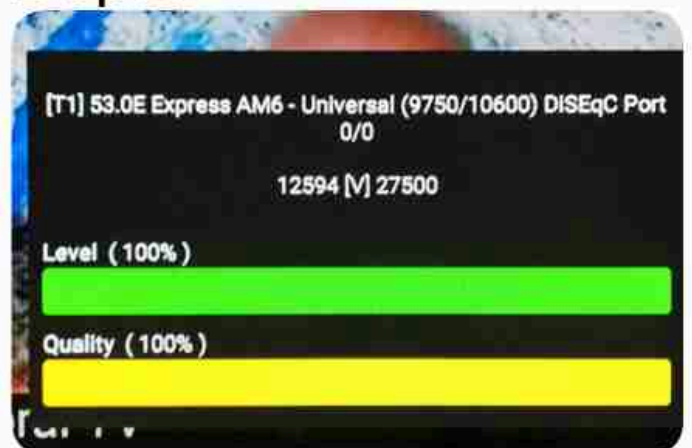 [T1] 53.0E Express AM6 - Universal (9750/10600) DiSEqC Port
0/0
12594 [V] 27500
Level ( 100% )
Quality ( 100% )